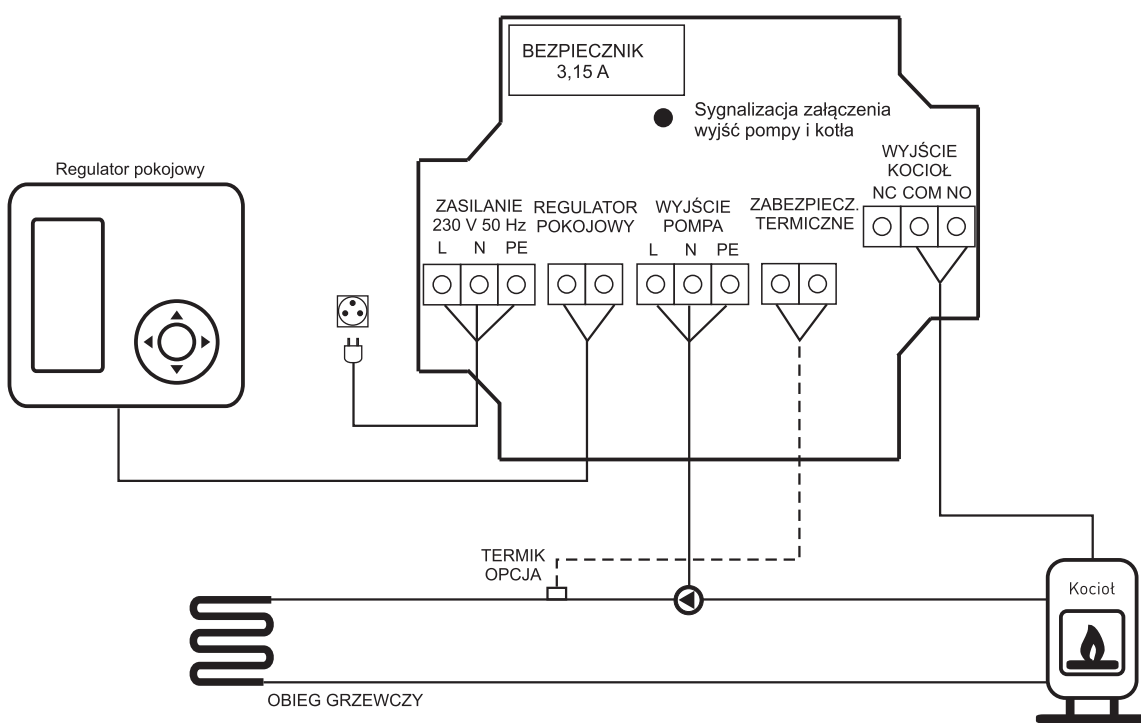 BEZPIECZNIK
3,15 A
Sygnalizacja załączenia
wyjść pompy i kotła
Regulator pokojowy
WYJŚCIE
KOCIOŁ
NC COM NO
ZASILANIE
230 V 50 Hz
L N PE
REGULATOR
POKOJOWY
WYJŚCIE
POMPA
L N PE
ZABEZPIECZ.
TERMICZNE
TERMIK
OPCJA
Kocioł
OBIEG GRZEWCZY